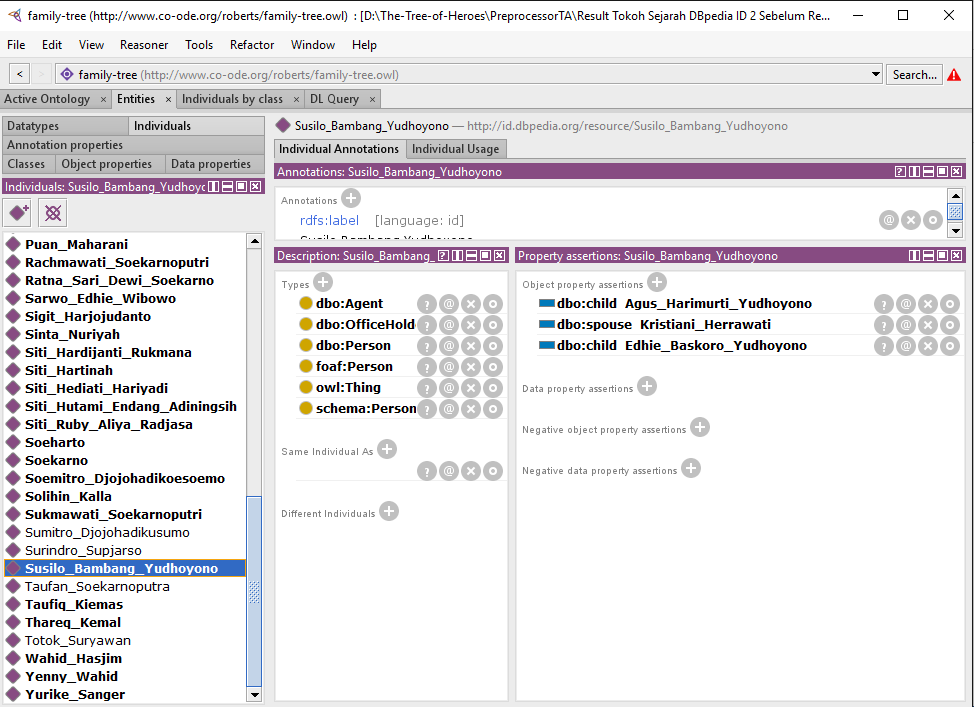 family-tree (http://www.co-ode.org/roberts/family-tree.owl) : [D:\The-Tree-of-Heroes\PreprocessorTA\Result Tokoh Sejarah DBpedia ID 2 Sebelum Re...
File Edit View Reasoner Tools Refactor Window Help
< > family-tree (http://www.co-ode.org/roberts/family-tree.owl) Search...
Active Ontology × Entities × Individuals by class × DL Query ×
Datatypes Individuals
Annotation properties
Classes Object properties Data properties
Individuals: Susilo_Bambang_Yudhoyo
Puan_Maharani
Rachmawati_Soekarnoputri
Ratna_Sari_Dewi_Soekarno
Sarwo_Edhie_Wibowo
Sigit_Harjojudanto
Sinta_Nuriyah
Siti_Hardijanti_Rukmana
Siti_Hartinah
Siti_Hediati_Hariyadi
Siti_Hutami_Endang_Adiningsih
Siti_Ruby_Aliya_Radjasa
Soeharto
Soekarno
Soemitro_Djojohadikoesoemo
Solihin_Kalla
Sukmawati_Soekarnoputri
Sumitro_Djojohadikusumo
Surindro_Supjarso
Susilo_Bambang_Yudhoyono
Taufan_Soekarnoputra
Taufiq_Kiemas
Thareq_Kemal
Totok_Suryawan
Wahid_Hasjim
Yenny_Wahid
Yurike_Sanger
Susilo_Bambang_Yudhoyono — http://id.dbpedia.org/resource/Susilo_Bambang_Yudhoyono
Individual Annotations Individual Usage
Annotations: Susilo_Bambang_Yudhoyono
Annotations
rdfs:label [language: id]
Susilo Bambang Yudhoyono
Description: Susilo_Bambang_
Types
dbo:Agent
dbo:OfficeHold
dbo:Person
foaf:Person
owl:Thing
schema:Person
Same Individual As
Different Individuals
Property assertions: Susilo_Bambang_Yudhoyono
Object property assertions
dbo:child Agus_Harimurti_Yudhoyono
dbo:spouse Kristiani_Herrawati
dbo:child Edhie_Baskoro_Yudhoyono
Data property assertions
Negative object property assertions
Negative data property assertions